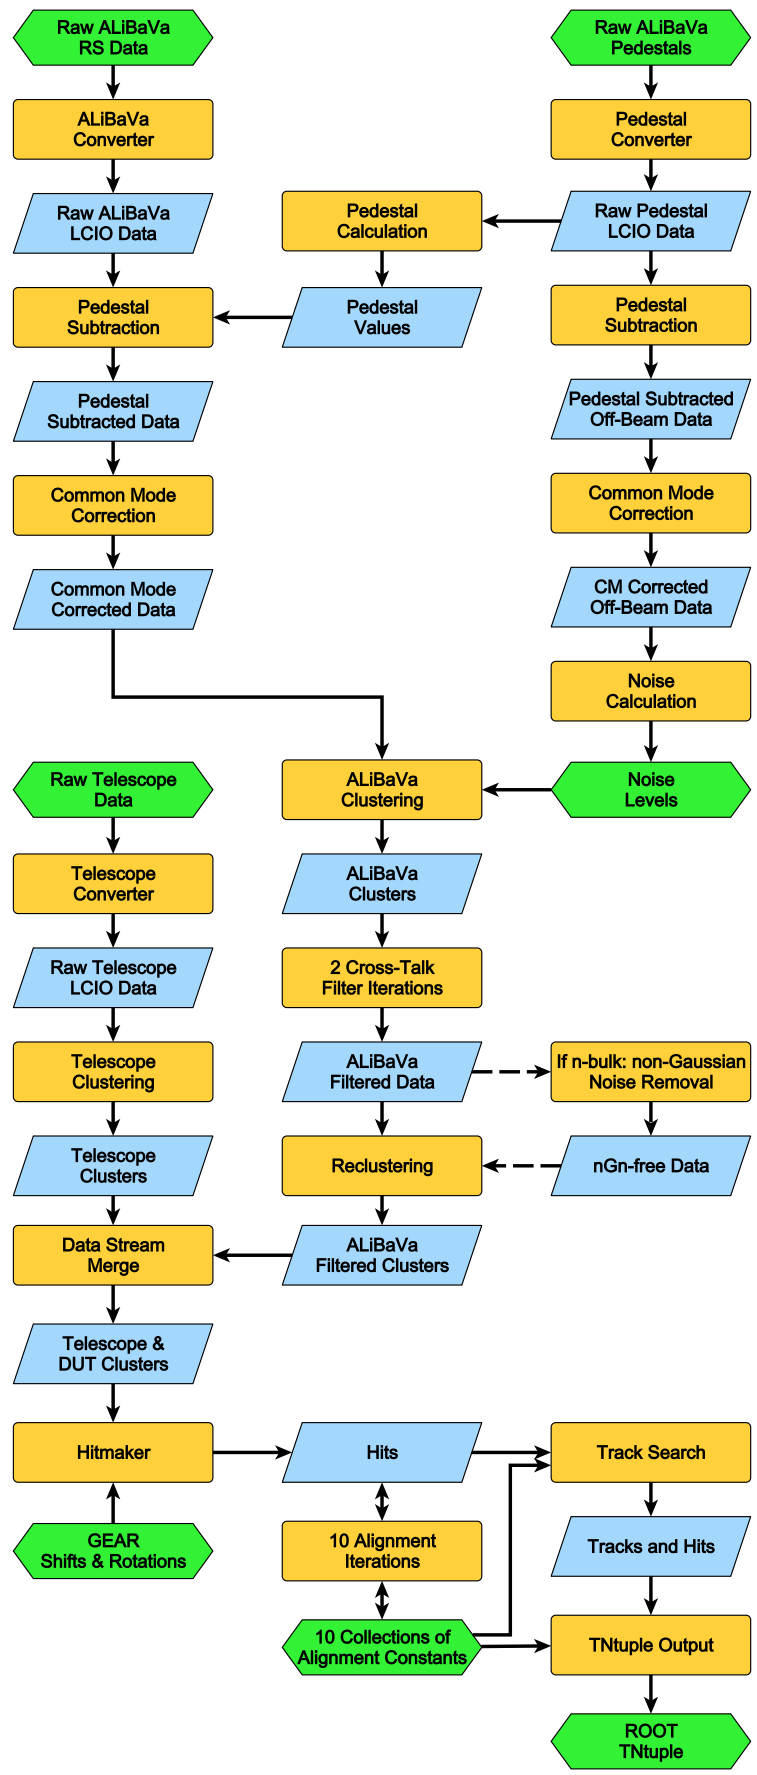 Raw ALiBaVa
RS Data
Raw ALiBaVa
Pedestals
ALiBaVa
Converter
Pedestal
Converter
Raw ALiBaVa
LCIO Data
Pedestal
Calculation
Raw Pedestal
LCIO Data
Pedestal
Subtraction
Pedestal
Values
Pedestal
Subtraction
Pedestal
Subtracted Data
Pedestal Subtracted
Off-Beam Data
Common Mode
Correction
Common Mode
Correction
Common Mode
Corrected Data
CM Corrected
Off-Beam Data
Noise
Calculation
Raw Telescope
Data
ALiBaVa
Clustering
Noise
Levels
Telescope
Converter
ALiBaVa
Clusters
Raw Telescope
LCIO Data
2 Cross-Talk
Filter Iterations
Telescope
Clustering
ALiBaVa
Filtered Data
If n-bulk: non-Gaussian
Noise Removal
Telescope
Clusters
Reclustering
nGn-free Data
Data Stream
Merge
ALiBaVa
Filtered Clusters
Telescope &
DUT Clusters
Hitmaker
Hits
Track Search
GEAR
Shifts & Rotations
10 Alignment
Iterations
Tracks and Hits
10 Collections of
Alignment Constants
TNtuple Output
ROOT
TNtuple